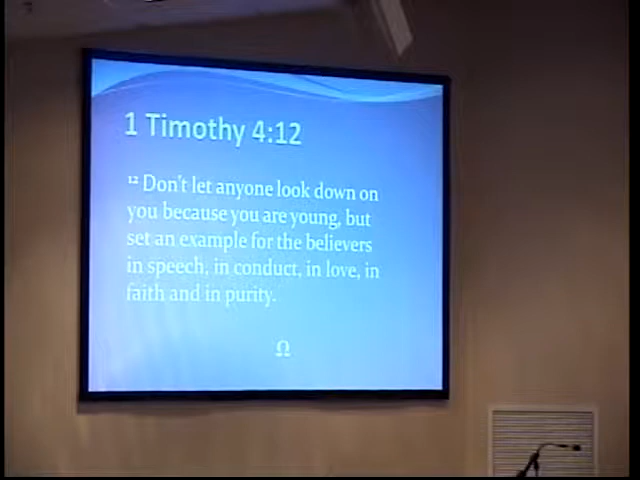 1 Timothy 4:12
12 Don't let anyone look down on
you because you are young, but
set an example for the believers
in speech, in conduct, in love, in
faith and in purity.
Ω